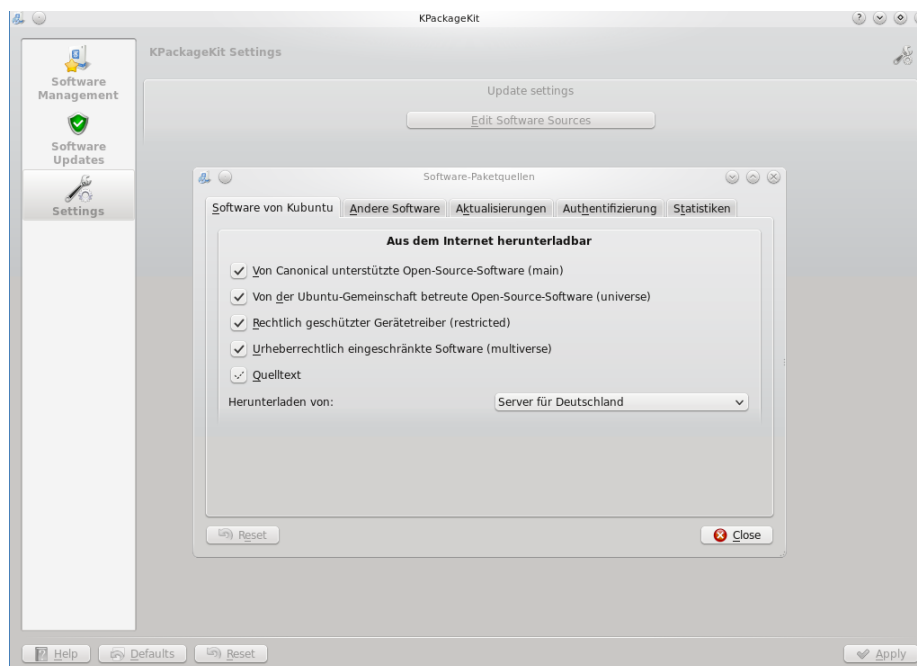 KPackageKit
Software
Management
Software
Updates
Settings
KPackageKit Settings
Update settings
Edit Software Sources
Software-Paketquellen
Software von Kubuntu Andere Software Aktualisierungen Authentifizierung Statistiken
Aus dem Internet herunterladbar
Von Canonical unterstützte Open-Source-Software (main)
Von der Ubuntu-Gemeinschaft betreute Open-Source-Software (universe)
Rechtlich geschützter Gerätetreiber (restricted)
Urheberrechtlich eingeschränkte Software (multiverse)
Quelltext
Herunterladen von: Server für Deutschland
Reset Close
Help Defaults Reset Apply